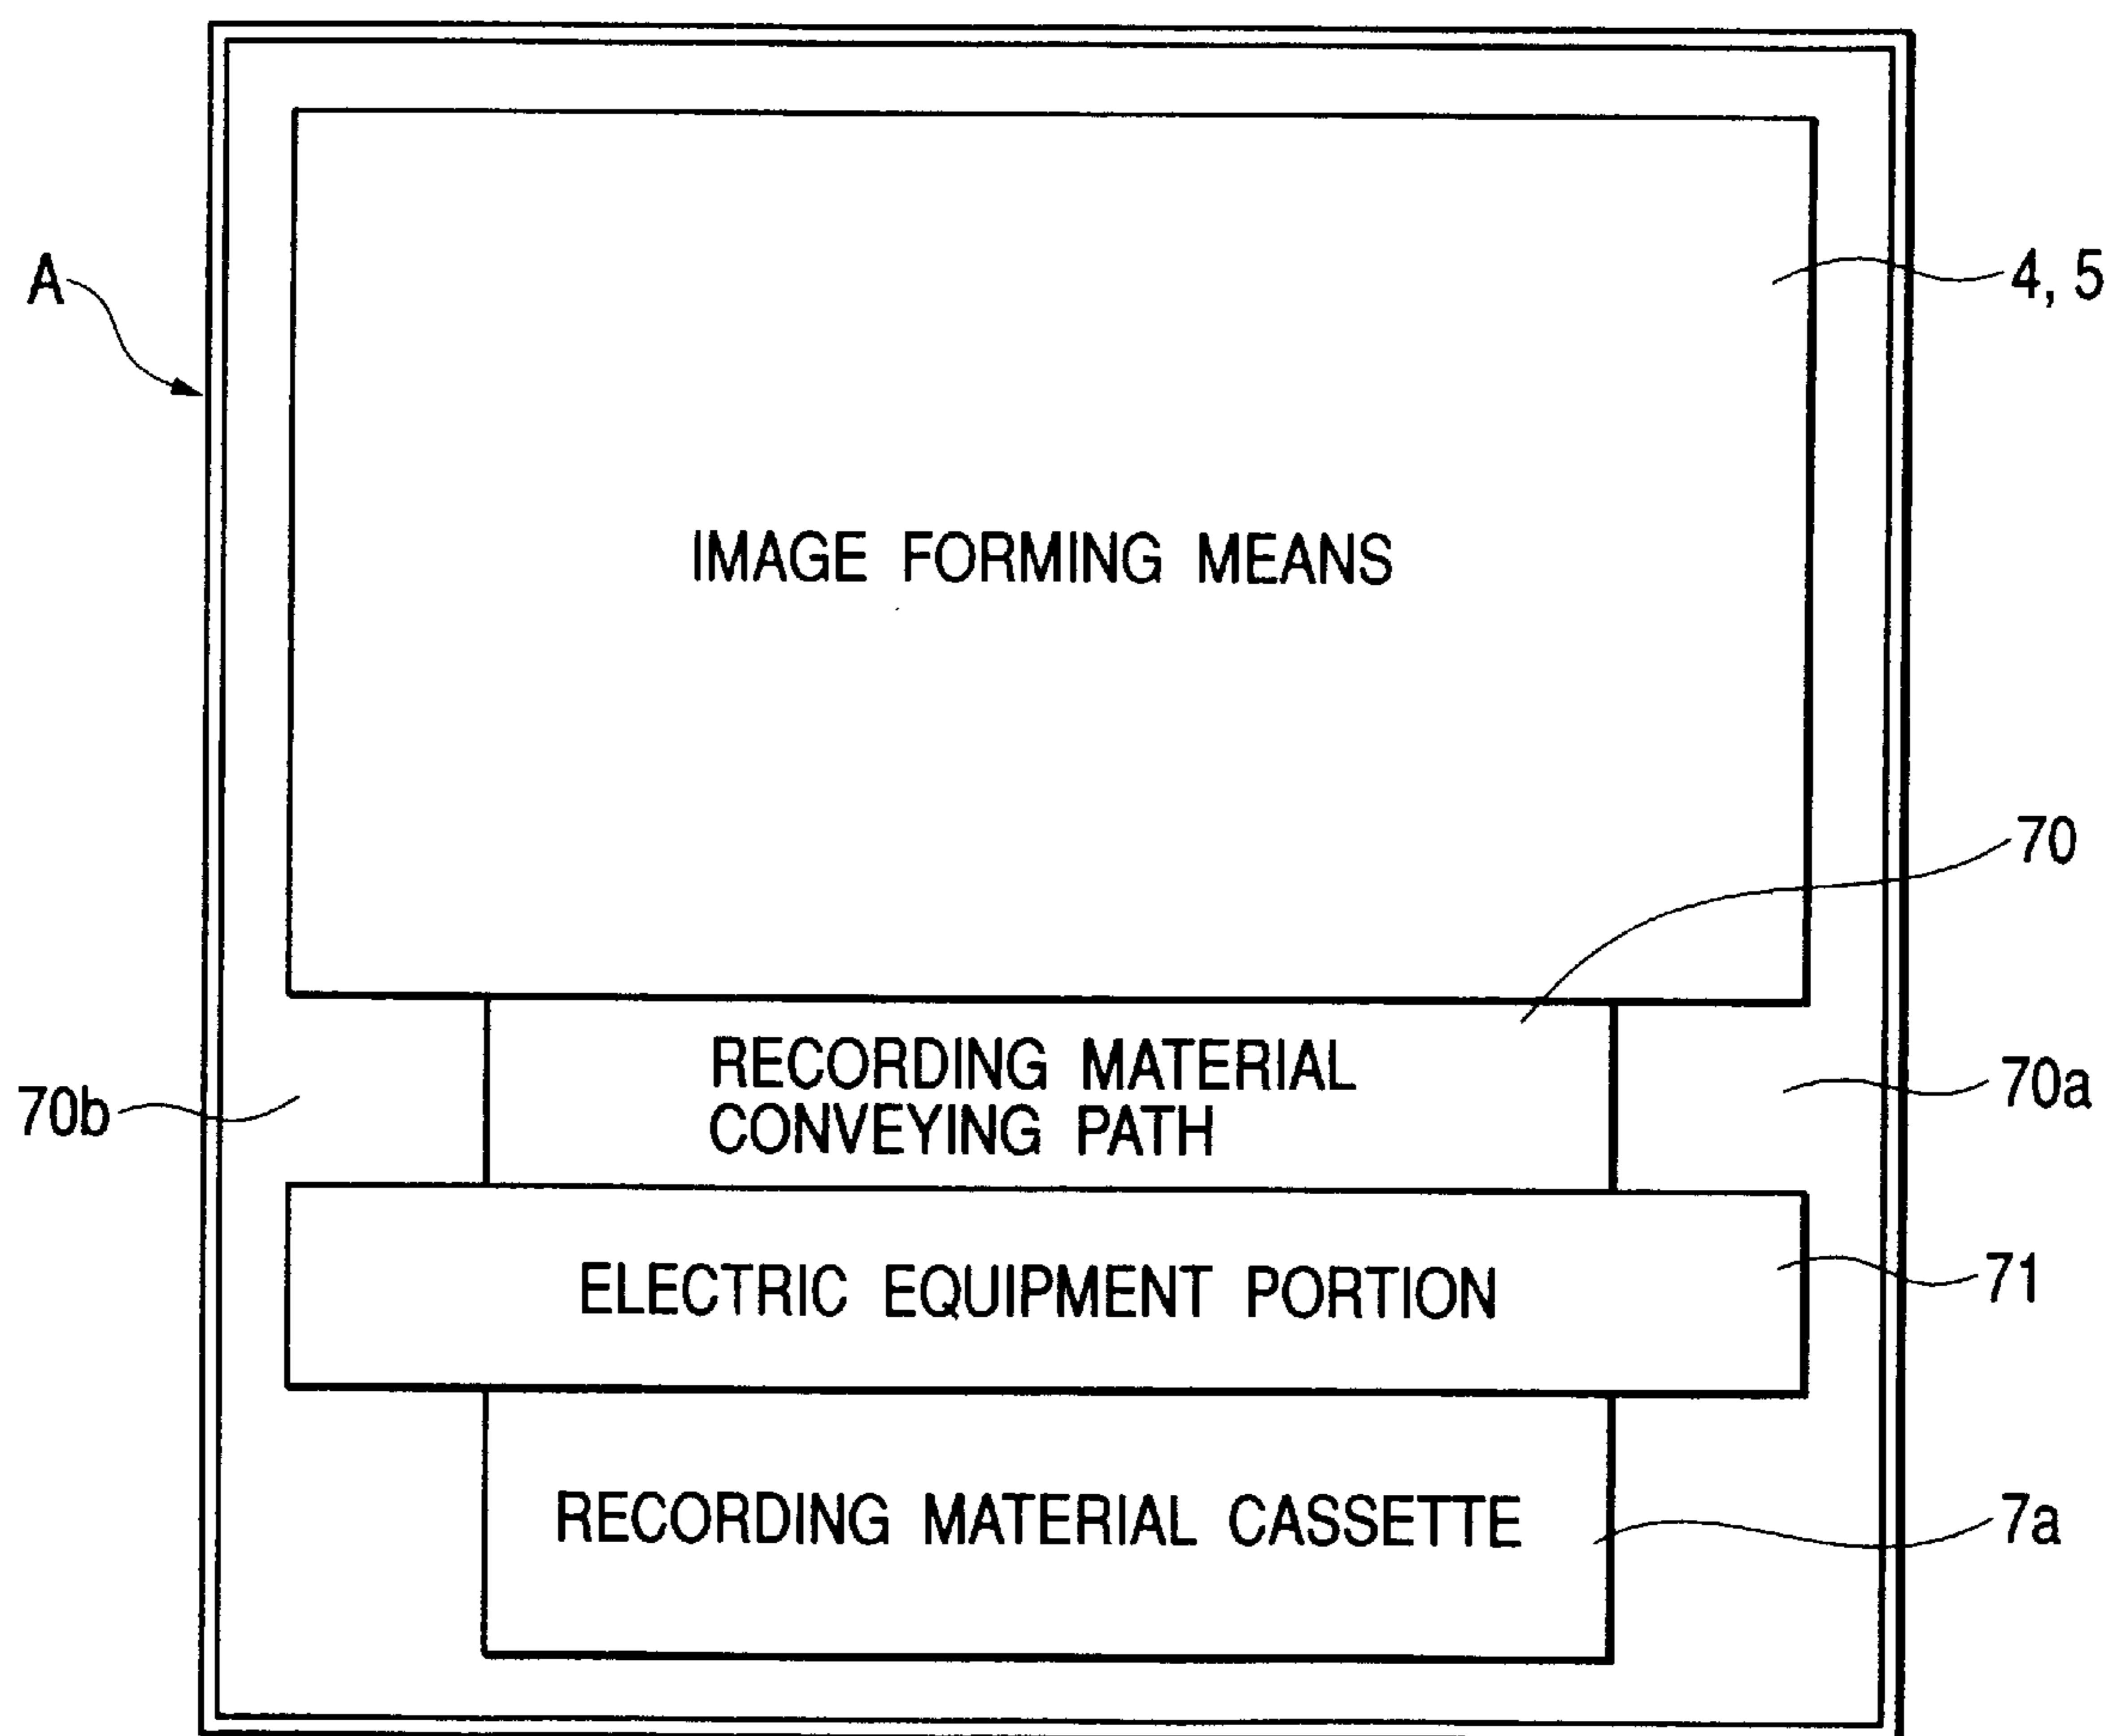 A
4, 5
IMAGE FORMING MEANS
70
RECORDING MATERIAL
CONVEYING PATH
70b
70a
ELECTRIC EQUIPMENT PORTION
71
RECORDING MATERIAL CASSETTE
7a